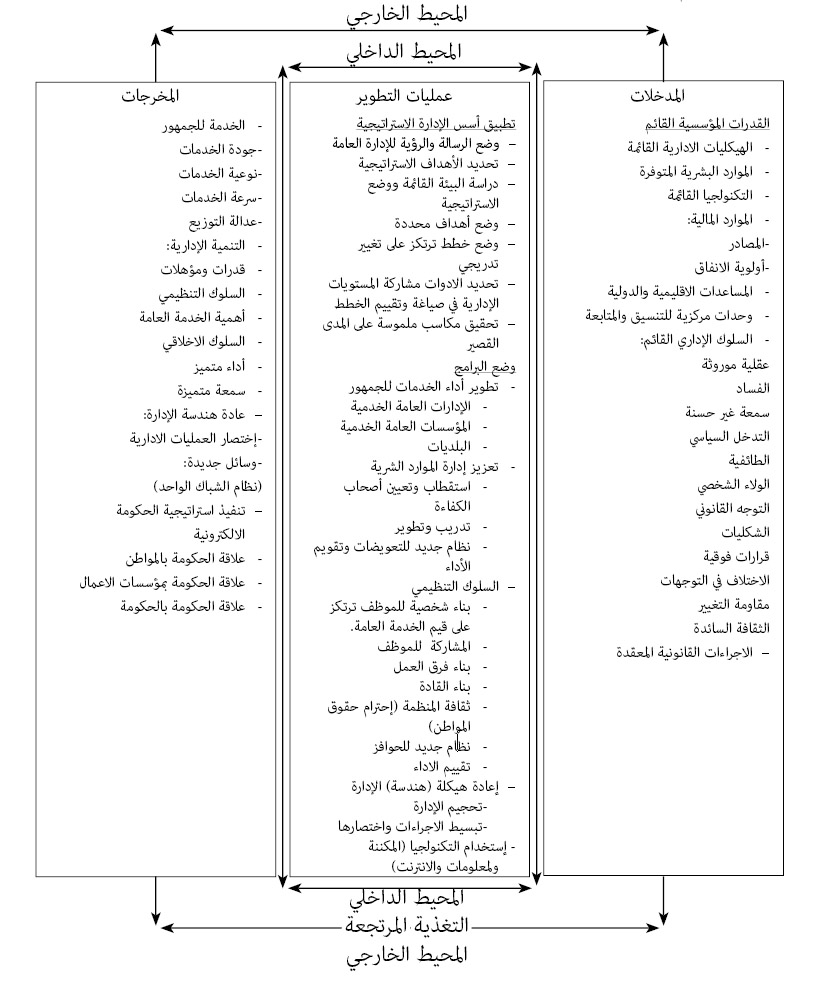 المحيط الخارجي
المحيط الداخلي
المدخلات
القدرات المؤسسية القائم
- الهيكليات الادارية القائمة
- الموارد البشرية المتوفرة
- التكنولجيا القائمة
- الموارد المالية:
-المصادر
-أولوية الانفاق
- المساعدات الاقليمية والدولية
- وحدات مركزية للتنسيق والمتابعة
- السلوك الإداري القائم:
عقلية موروثة
الفساد
سمعة غير حسنة
التدخل السياسي
الطائفية
الولاء الشخصي
التوجه القانوني
الشكليات
قرارات فوقية
الاختلاف في التوجهات
مقاومة التغيير
الثقافة السائدة
– الاجراءات القانونية المعقدة
عمليات التطوير
تطبيق أسس الإدارة الاستراتيجية
– وضع الرسالة والرؤية للإدارة العامة
– تحديد الأهداف الاستراتيجية
– دراسة البيئة القائمة ووضع
الاستراتيجية
– وضع أهداف محددة
– وضع خطط ترتكز على تغيير
تدريجي
– تحديد الادوات مشاركة المستويات
الإدارية في صياغة وتقييم الخطط
– تحقيق مكاسب ملموسة على المدى
القصير
وضع البرامج
- تطوير أداء الخدمات للجمهور
- الإدارات العامة الخدمية
- المؤسسات العامة الخدمية
- البلديات
- تعزيز إدارة الموارد الشرية
- استقطاب وتعيين أصحاب
الكفاءة
- تدريب وتطوير
- نظام جديد للتعويضات وتقويم
الأداء
– السلوك التنظيمي
- بناء شخصية للموظف ترتكز
على قيم الخدمة العامة.
- المشاركة للموظف
- بناء فرق العمل
- بناء القادة
- ثقافة المنظمة (إحترام حقوق
المواطن)
- نظام جديد للحوافز
- تقييم الاداء
– إعادة هيكلة (هندسة) الإدارة
-تحجيم الإدارة
-تبسيط الاجراءات واختصارها
- إستخدام التكنولجيا (المكننة
ولمعلومات والانترنت)
المخرجات
- الخدمة للجمهور
-جودة الخدمات
-نوعية الخدمات
-سرعة الخدمات
-عدالة التوزيع
- التنمية الإدارية:
- قدرات ومؤهلات
- السلوك التنظيمي
- أهمية الخدمة العامة
- السلوك الاخلاقي
- أداء متميز
- سمعة متميزة
– عادة هندسة الإدارة:
-إختصار العمليات الادارية
-وسائل جديدة:
(نظام الشباك الواحد)
– تنفيذ استراتيجية الحكومة
الالكترونية
- علاقة الحكومة بالمواطن
- علاقة الحكومة بمؤسسات الاعمال
- علاقة الحكومة بالحكومة
المحيط الداخلي
التغذية المرتجعة
المحيط الخارجي